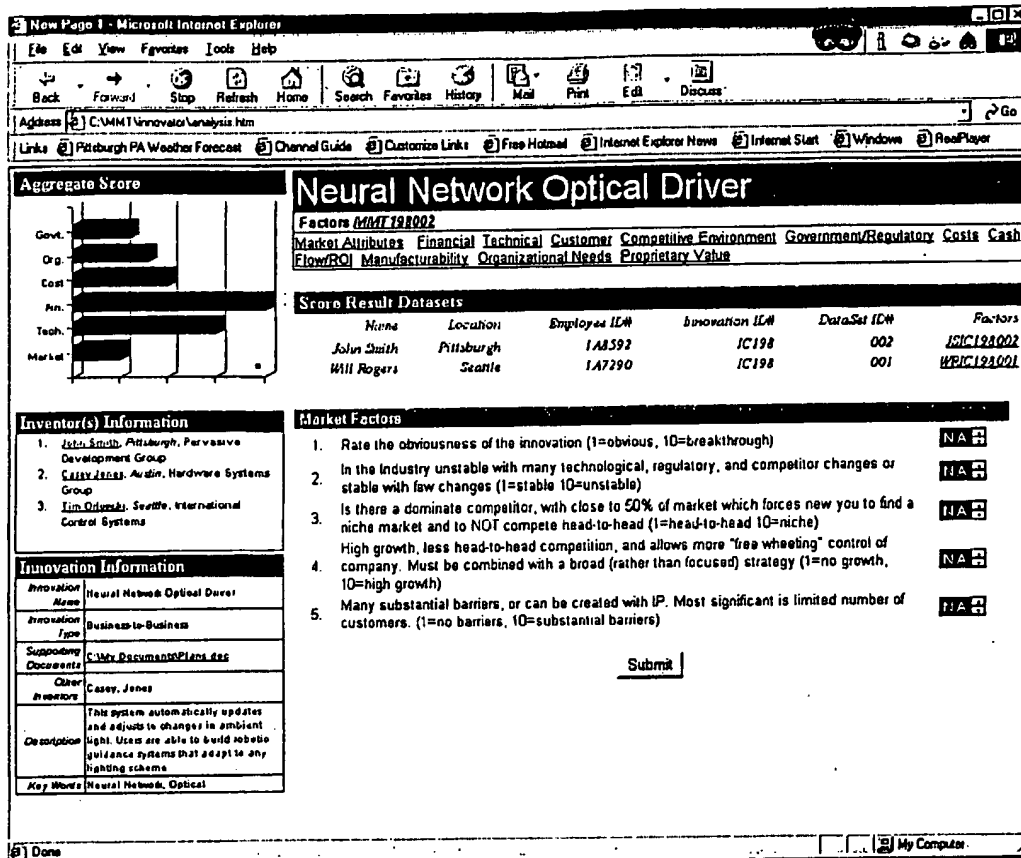 New Page 1 - Microsoft Internet Explorer
File Edit View Favorites Tools Help
Back Forward Stop Refresh Home Search Favorites History Mail Print Edit Discuss
Address C:\MMT\innovator\analysis.htm Go
Links Pittsburgh PA Weather Forecast Channel Guide Customize Links Free Hotmail Internet Explorer News Internet Start Windows RealPlayer
Aggregate Score
Govt.
Org.
Cost
Fin.
Tech.
Market
Neural Network Optical Driver
Factors MMT198002
Market Attributes Financial Technical Customer Competitive Environment Government/Regulatory Costs Cash
Flow/ROI Manufacturability Organizational Needs Proprietary Value
Score Result Datasets
Name Location Employee ID# Innovation ID# DataSet ID# Factors
John Smith Pittsburgh 1A8592 IC198 002 JSIC198002
Will Rogers Seattle 1A7290 IC198 001 WRIC198001
Inventor(s) Information
1. John Smith, Pittsburgh, Pervasive
Development Group
2. Casey Jones, Austin, Hardware Systems
Group
3. Tim, Seattle, International
Control Systems
Innovation Information
Innovation
Name
Neural Network Optical Driver
Innovation
Type
Business-to-Business
Supporting
Documents
C:\My Documents\Plans.doc
Other
Inventors
Casey, Jones
Description
This system automatically updates
and adjusts to changes in ambient
light. Users are able to build robotic
guidance systems that adapt to any
lighting scheme
Key Words Neural Network, Optical
Market Factors
1. Rate the obviousness of the innovation (1=obvious, 10=breakthrough) NA
2. In the Industry unstable with many technological, regulatory, and competitor changes or
stable with few changes (1=stable 10=unstable) NA
3. Is there a dominate competitor, with close to 50% of market which forces new you to find a
niche market and to NOT compete head-to-head (1=head-to-head 10=niche) NA
4. High growth, less head-to-head competition, and allows more "free wheeling" control of
company. Must be combined with a broad (rather than focused) strategy (1=no growth,
10=high growth) NA
5. Many substantial barriers, or can be created with IP. Most significant is limited number of
customers. (1=no barriers, 10=substantial barriers) NA
Submit
Done My Computer